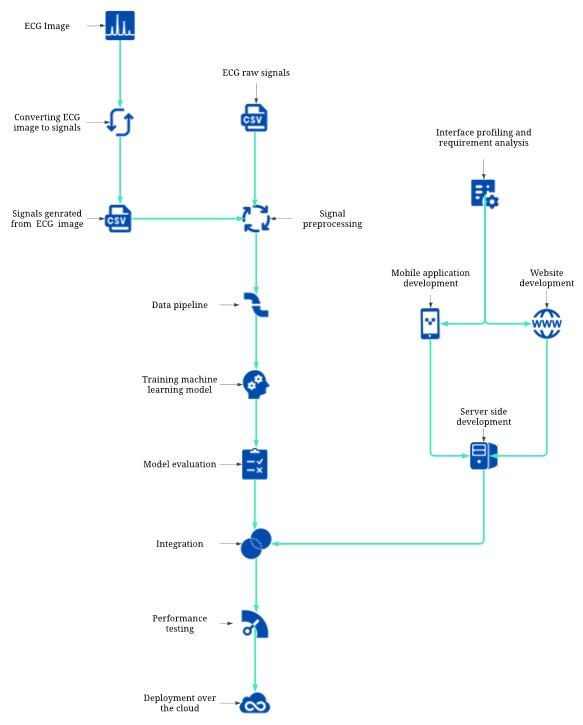 ECG Image
ECG raw signals
CSV
Converting ECG
image to signals
Interface profiling and
requirement analysis
Signals genrated
from ECG image
CSV
Signal
preprocessing
Mobile application
development
Website
development
WWW
Data pipeline
Training machine
learning model
Server side
development
Model evaluation
Integration
Performance
testing
Deployment over
the cloud